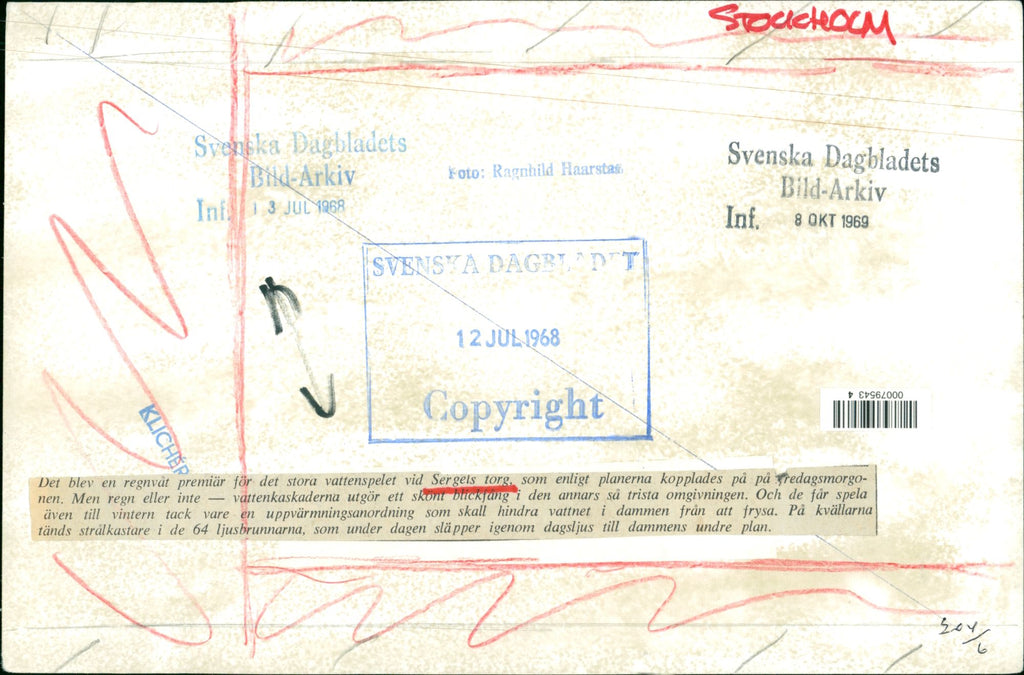 STOCKHOLM
Svenska Dagbladets
Bild-Arkiv
Inf. 13 JUL 1968
Foto: Ragnhild Haarstad
Svenska Dagbladets
Bild-Arkiv
Inf. 8 OKT 1969
SVENSKA DAGBLADET
12 JUL 1968
Copyright
00079543 4
KLICHÉR
Det blev en regnvåt premiär för det stora vattenspelet vid Sergels torg, som enligt planerna kopplades på på fredagsmorgo-
nen. Men regn eller inte — vattenkaskaderna utgör ett skönt blickfång i den annars så trista omgivningen. Och de får spela
även till vintern tack vare en uppvärmningsanordning som skall hindra vattnet i dammen från att frysa. På kvällarna
tänds strålkastare i de 64 ljusbrunnarna, som under dagen släpper igenom dagsljus till dammens undre plan.